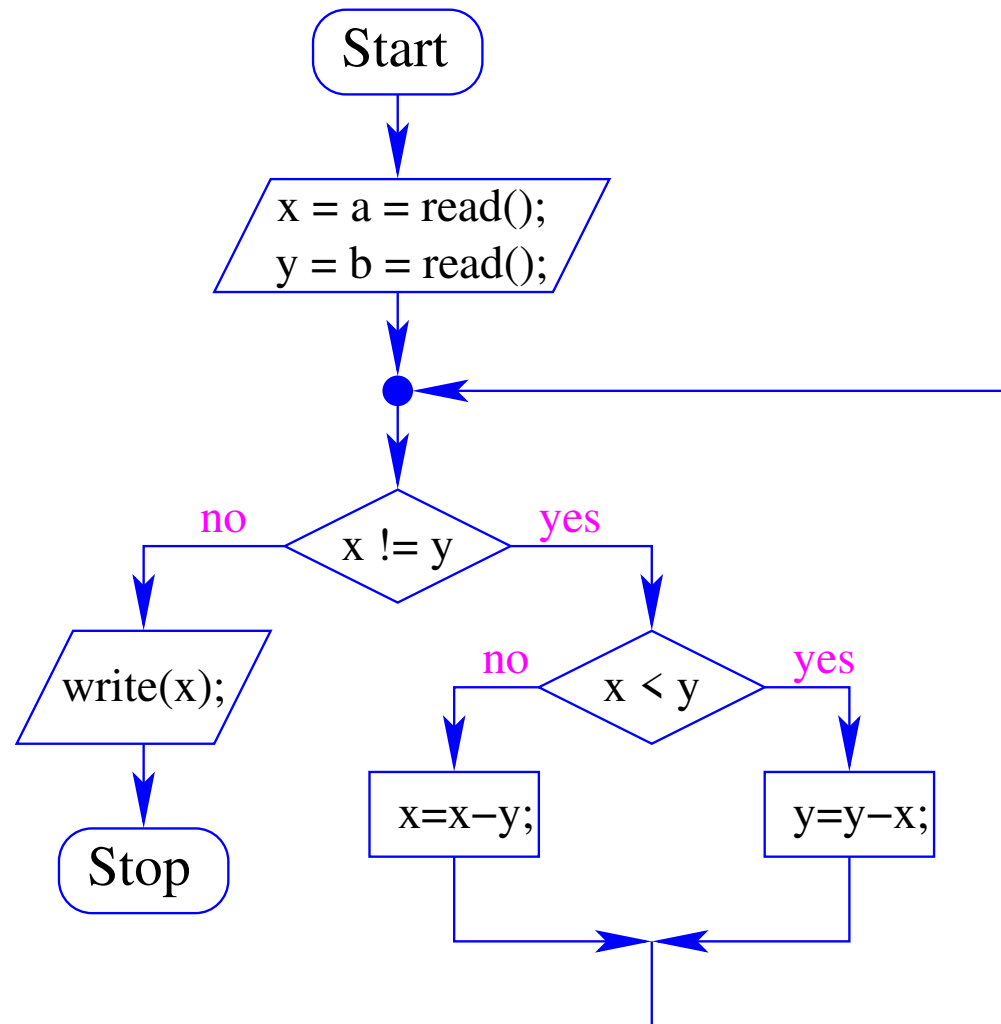 Start
x = a = read();
y = b = read();
no
yes
x != y
no
yes
write(x);
x < y
x=x−y;
y=y−x;
Stop